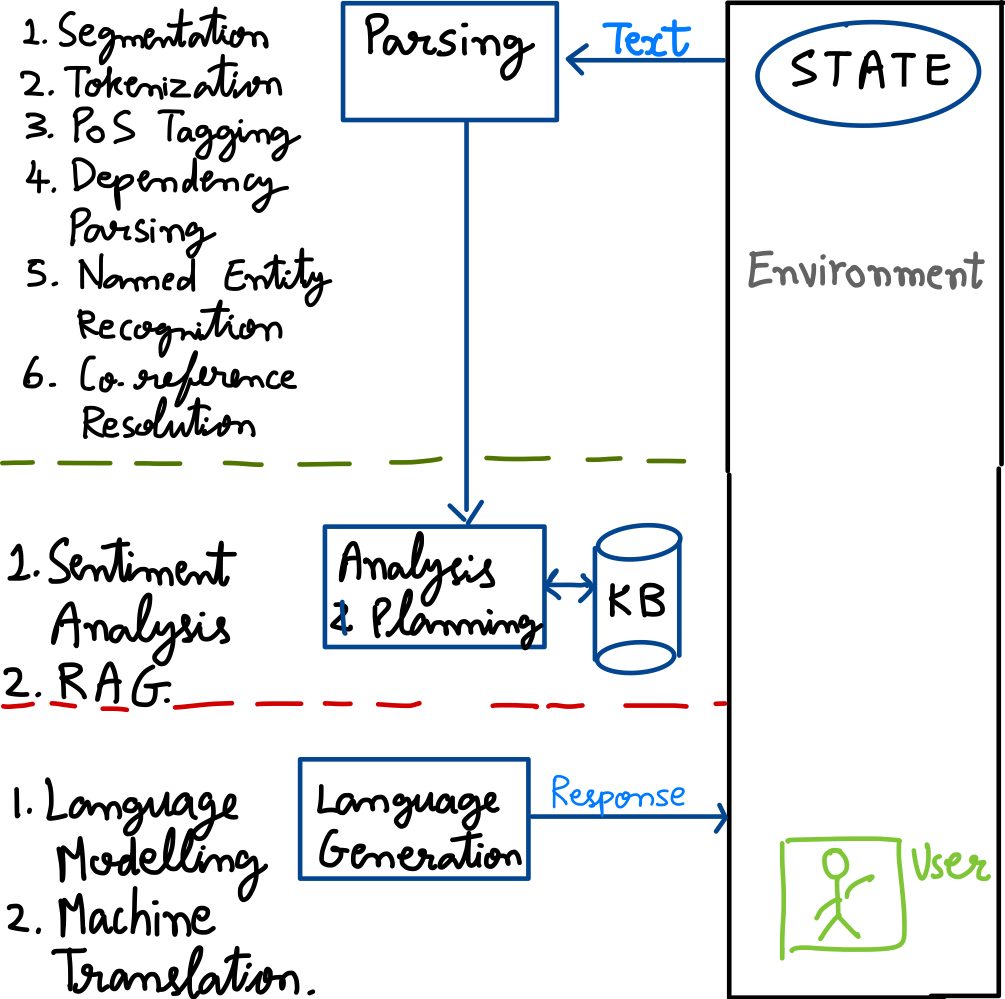 1. Segmentation
2. Tokenization
3. PoS Tagging
4. Dependency
Parsing
5. Named Entity
Recognition
6. Co-reference
Resolution
Parsing
Text
STATE
Environment
1. Sentiment
Analysis
2. RAG.
Analysis
& Planning
KB
1. Language
Modelling
2. Machine
Translation.
Language
Generation
Response
User